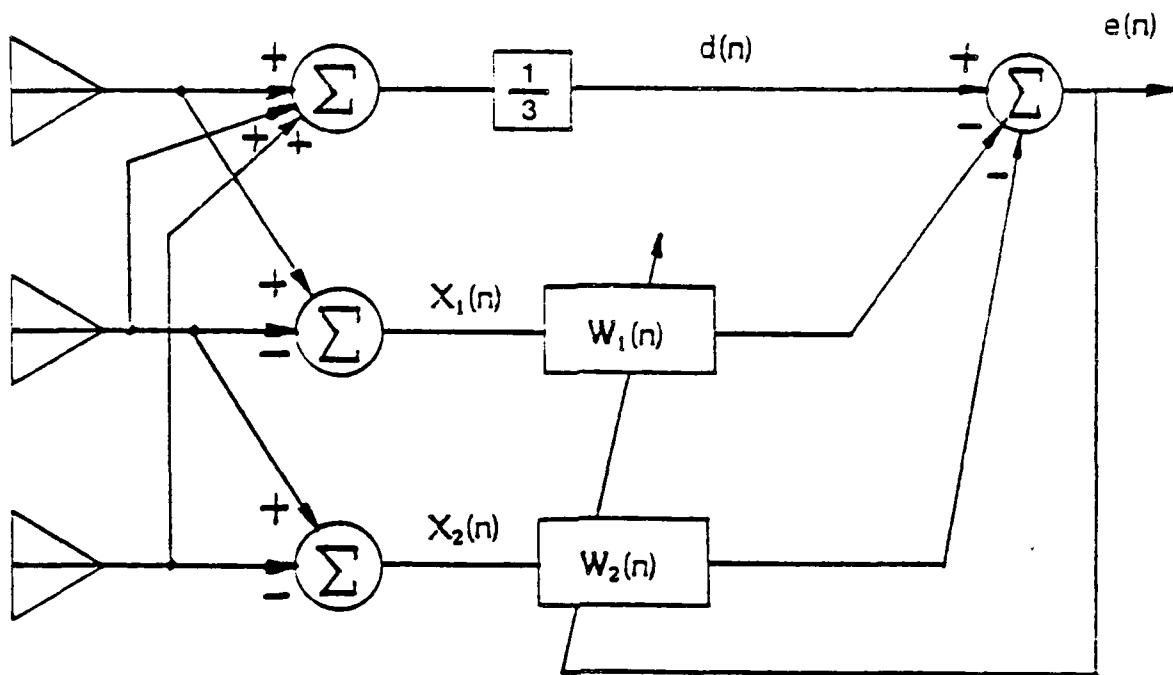 e(n)
d(n)
+
Σ
1
3
+
Σ
+
+
−
−
+
X₁(n)
Σ
W₁(n)
−
+
X₂(n)
Σ
W₂(n)
−